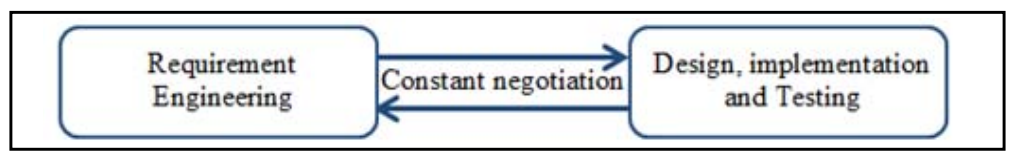 Requirement
Engineering
Constant negotiation
Design, implementation
and Testing